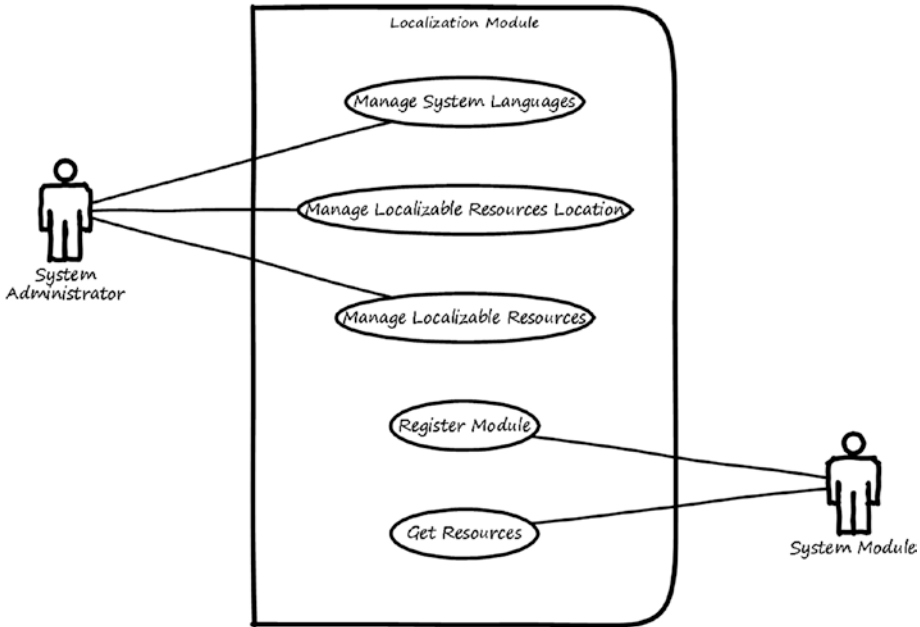 Localization Module
Manage System Languages
Manage Localizable Resources Location
System
Administrator
Manage Localizable Resources
Register Module
Get Resources
System Module